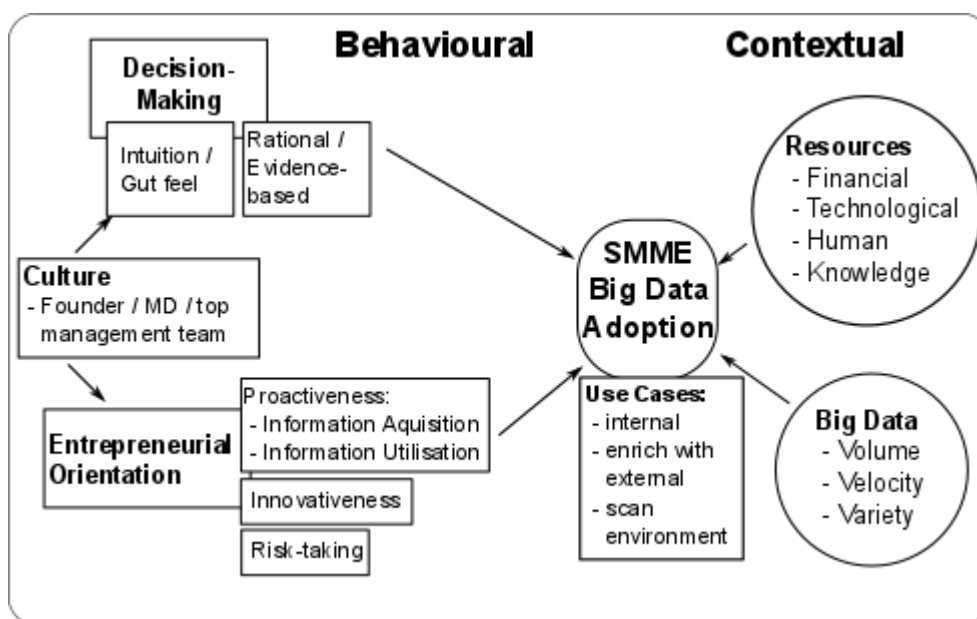 Behavioural
Contextual
Decision-
Making
Intuition /
Gut feel
Rational /
Evidence-
based
Culture
- Founder / MD / top
management team
Entrepreneurial
Orientation
Proactiveness:
- Information Aquisition
- Information Utilisation
Innovativeness
Risk-taking
SMME
Big Data
Adoption
Use Cases:
- internal
- enrich with
external
- scan
environment
Resources
- Financial
- Technological
- Human
- Knowledge
Big Data
- Volume
- Velocity
- Variety